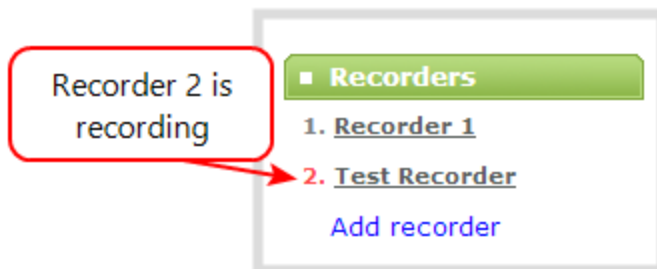 Recorder 2 is
recording
Recorders
1. Recorder 1
2. Test Recorder
Add recorder